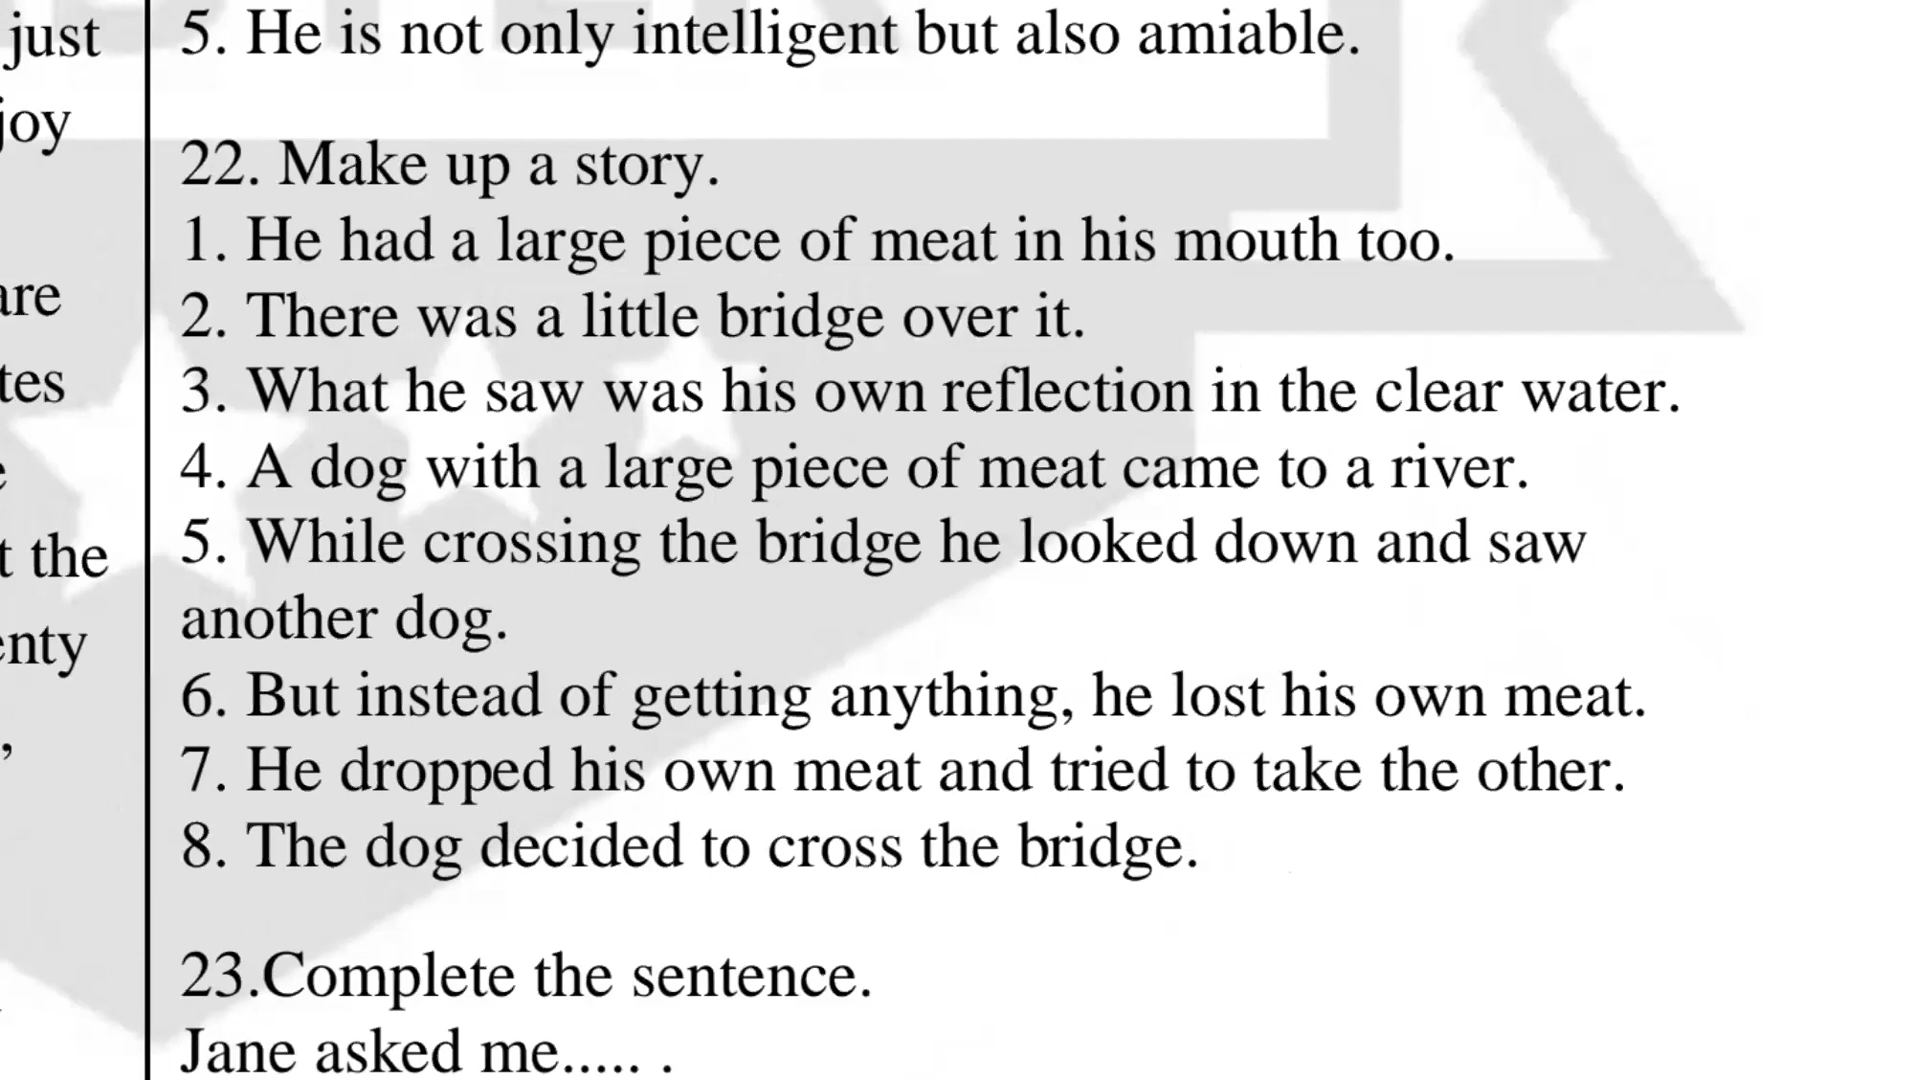 just
joy
are
tes
e
t the
enty
,
5. He is not only intelligent but also amiable.
22. Make up a story.
1. He had a large piece of meat in his mouth too.
2. There was a little bridge over it.
3. What he saw was his own reflection in the clear water.
4. A dog with a large piece of meat came to a river.
5. While crossing the bridge he looked down and saw
another dog.
6. But instead of getting anything, he lost his own meat.
7. He dropped his own meat and tried to take the other.
8. The dog decided to cross the bridge.
23.Complete the sentence.
Jane asked me..... .